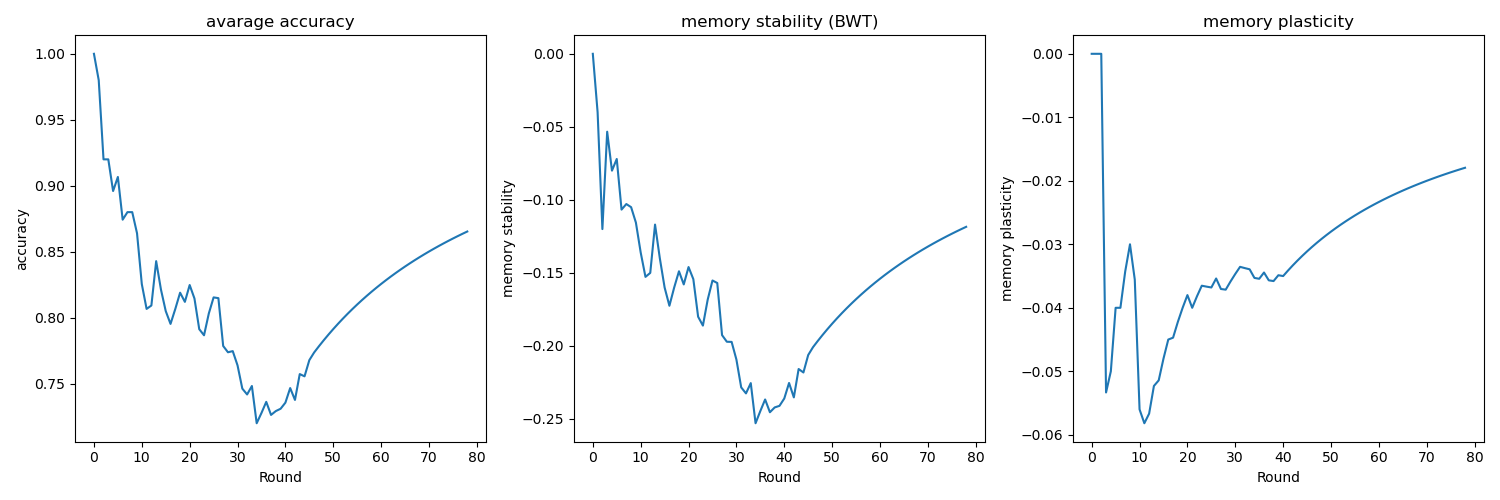 avarage accuracy
accuracy
1.00
0.95
0.90
0.85
0.80
0.75
0 10 20 30 40 50 60 70 80
Round
memory stability (BWT)
memory stability
0.00
−0.05
−0.10
−0.15
−0.20
−0.25
0 10 20 30 40 50 60 70 80
Round
memory plasticity
memory plasticity
0.00
−0.01
−0.02
−0.03
−0.04
−0.05
−0.06
0 10 20 30 40 50 60 70 80
Round